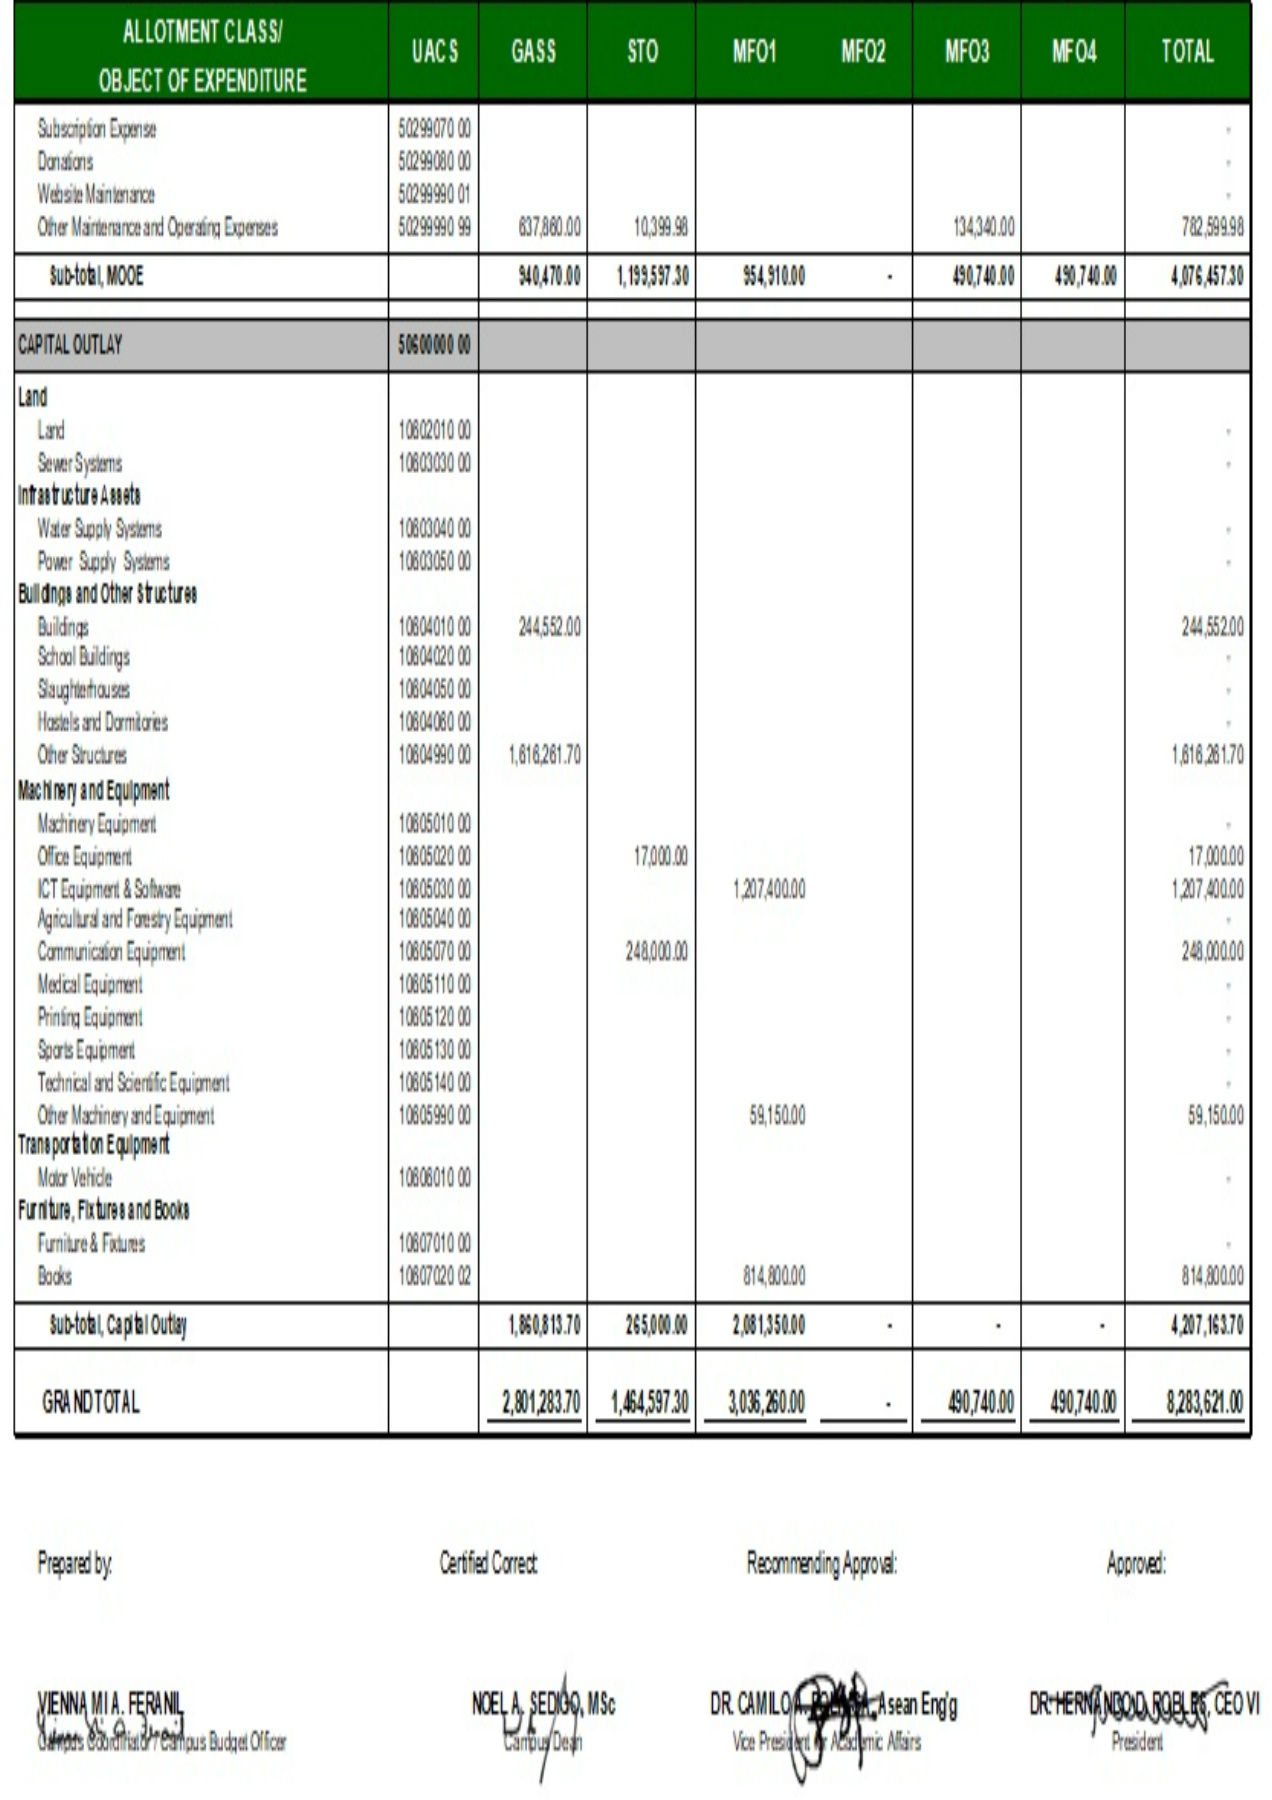 ALLOTMENT CLASS/ OBJECT OF EXPENDITURE UACS GASS STO MFO1 MFO2 MFO3 MFO4 TOTAL
Subscription Expense 50299070 00 -
Donations 50299080 00 -
Website Maintenance 50299990 01 -
Other Maintenance and Operating Expenses 50299990 99 637,860.00 10,399.98 134,340.00 782,599.98
Sub-total, MOOE 940,470.00 1,199,597.30 954,910.00 - 490,740.00 490,740.00 4,076,457.30
CAPITAL OUTLAY 50600000 00
Land
Land 10602010 00 -
Sewer Systems 10603030 00 -
Infrastructure Assets
Water Supply Systems 10603040 00 -
Power Supply Systems 10603050 00 -
Buildings and Other Structures
Buildings 10604010 00 244,552.00 244,552.00
School Buildings 10604020 00 -
Slaughterhouses 10604050 00 -
Hostels and Dormitories 10604060 00 -
Other Structures 10604990 00 1,616,261.70 1,616,261.70
Machinery and Equipment
Machinery Equipment 10605010 00 -
Office Equipment 10605020 00 17,000.00 17,000.00
ICT Equipment & Software 10605030 00 1,207,400.00 1,207,400.00
Agricultural and Forestry Equipment 10605040 00 -
Communication Equipment 10605070 00 248,000.00 248,000.00
Medical Equipment 10605110 00 -
Printing Equipment 10605120 00 -
Sports Equipment 10605130 00 -
Technical and Scientific Equipment 10605140 00 -
Other Machinery and Equipment 10605990 00 59,150.00 59,150.00
Transportation Equipment
Motor Vehicle 10606010 00 -
Furniture, Fixtures and Books
Furniture & Fixtures 10607010 00 -
Books 10607020 02 814,800.00 814,800.00
Sub-total, Capital Outlay 1,860,813.70 265,000.00 2,081,350.00 - - - 4,207,163.70
GRAND TOTAL 2,801,283.70 1,464,597.30 3,036,260.00 - 490,740.00 490,740.00 8,283,621.00
Prepared by: Certified Correct: Recommending Approval: Approved:
VIENNA MI A. FERANIL NOEL A. SEDIGO, MSc DR. CAMILO A. Asean Eng'g DR. HERNANDO D. ROBLES, CEO VI
Campus Coordinator / Campus Budget Officer Campus Dean Vice President for Academic Affairs President